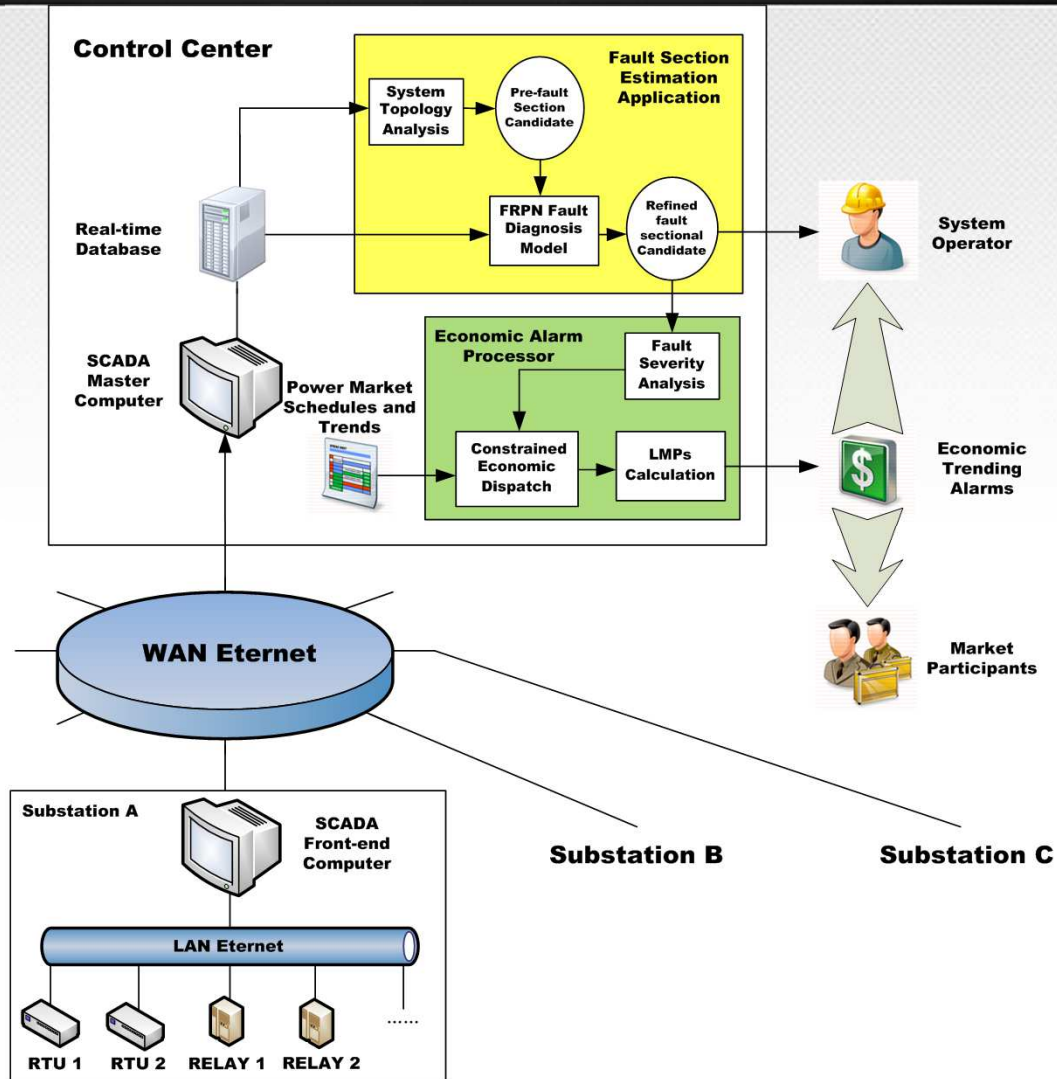 Control Center
Fault Section
Estimation
Application
System
Topology
Analysis
Pre-fault
Section
Candidate
Real-time
Database
FRPN Fault
Diagnosis
Model
Refined
fault
sectional
Candidate
System
Operator
SCADA
Master
Computer
Economic Alarm
Processor
Fault
Severity
Analysis
Power Market
Schedules and
Trends
Constrained
Economic
Dispatch
LMPs
Calculation
$
Economic
Trending
Alarms
WAN Eternet
Market
Participants
Substation A
SCADA
Front-end
Computer
Substation B
Substation C
LAN Eternet
......
RTU 1
RTU 2
RELAY 1
RELAY 2